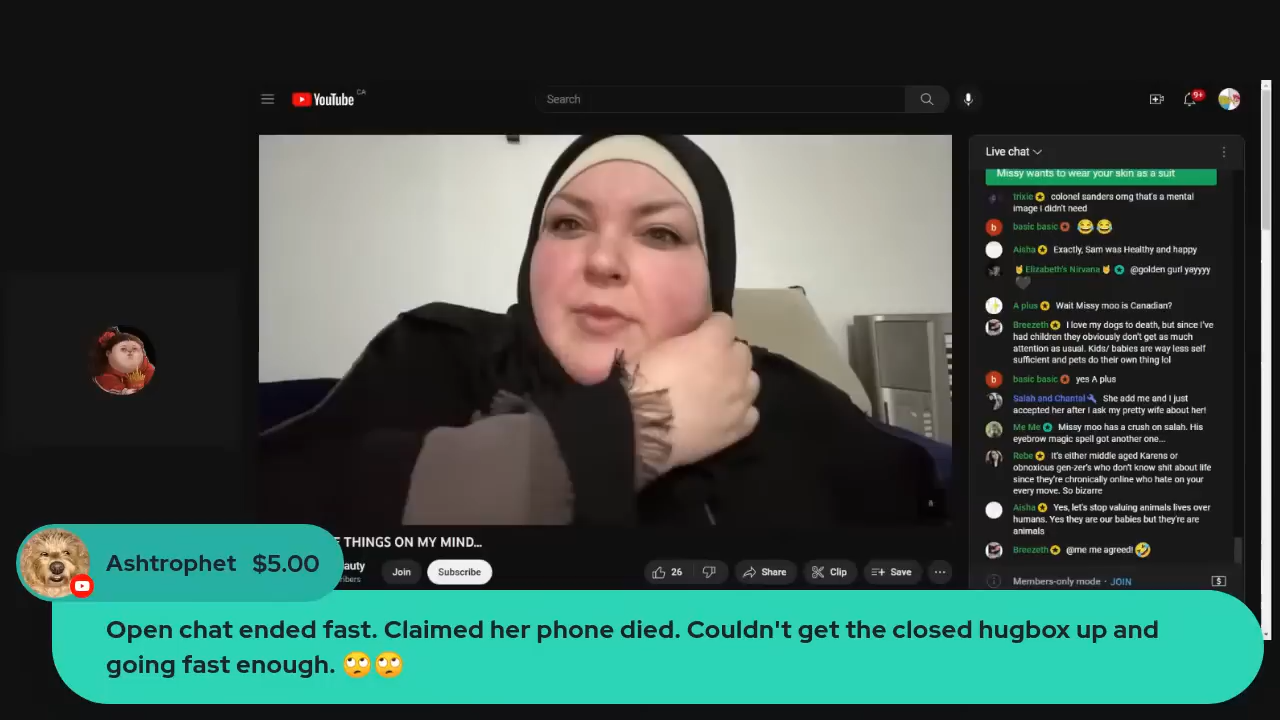 YouTube CA
Search
9+
Live chat
Missy wants to wear your skin as a suit
trixie colonel sanders omg that's a mental
image I didn't need
b basic basic 😂😂
Aisha Exactly, Sam was Healthy and happy
🤘Elizabeth's Nirvana🤘 @golden gurl yayyyy
🖤
A plus Wait Missy moo is Canadian?
Breezeth I love my dogs to death, but since I've
had children they obviously don't get as much
attention as usual. Kids/ babies are way less self
sufficient and pets do their own thing lol
b basic basic yes A plus
Salah and Chantal She add me and I just
accepted her after I ask my pretty wife about her!
Me Me Missy moo has a crush on salah. His
eyebrow magic spell got another one...
Rebe It's either middle aged Karens or
obnoxious gen-zer's who don't know shit about life
since they're chronically online who hate on your
every move. So bizarre
Aisha Yes, let's stop valuing animals lives over
humans. Yes they are our babies but they're are
animals
Breezeth @me me agreed! 🤣
Members-only mode · JOIN
THINGS ON MY MIND...
auty
Join
Subscribe
26
Share
Clip
Save
Ashtrophet $5.00
Open chat ended fast. Claimed her phone died. Couldn't get the closed hugbox up and
going fast enough. 🙄🙄